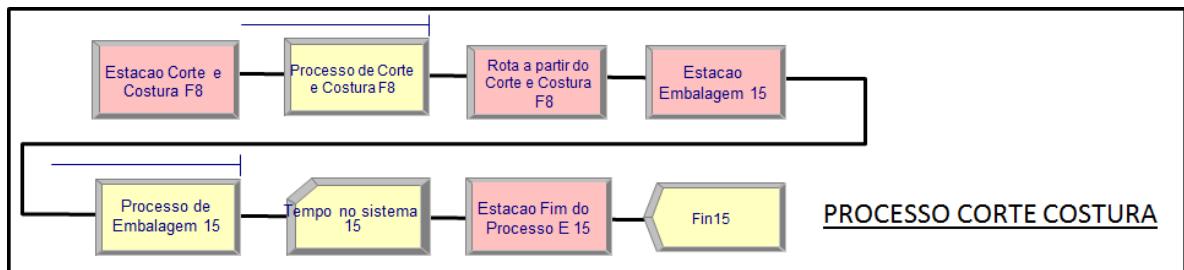 Estacao Corte e
Costura F8
Processo de Corte
e Costura F8
Rota a partir do
Corte e Costura
F8
Estacao
Embalagem 15
Processo de
Embalagem 15
Tempo no sistema
15
Estacao Fim do
Processo E 15
Fin15
PROCESSO CORTE COSTURA